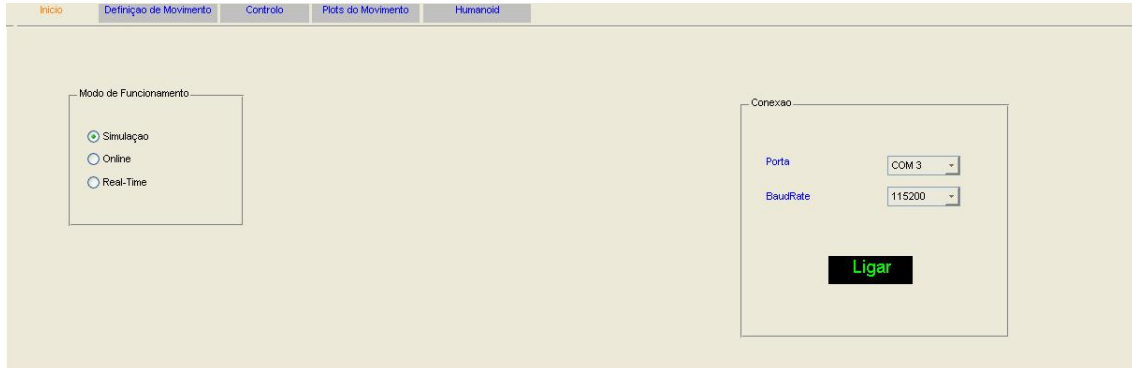 Inicio Definiçao de Movimento Controlo Plots do Movimento Humanoid
Modo de Funcionamento
Simulaçao
Online
Real-Time
Conexao
Porta COM 3
BaudRate 115200
Ligar